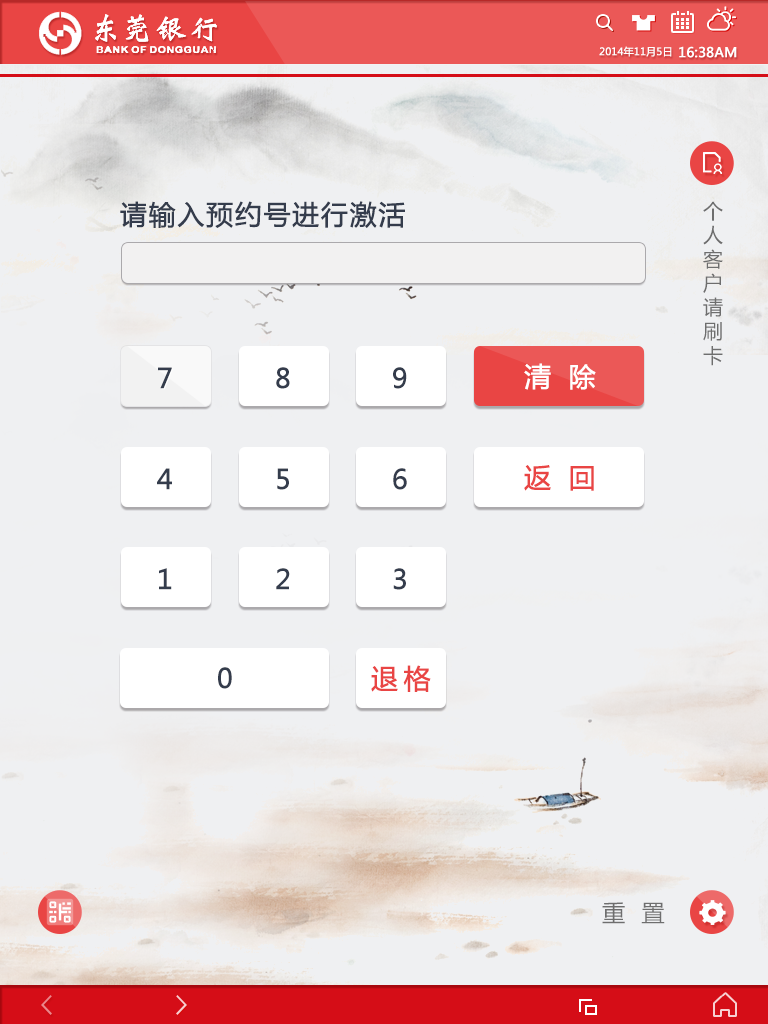 东莞银行
BANK OF DONGGUAN
2014年11月5日 16:38AM
请输入预约号进行激活
个人客户请刷卡
7 8 9 清除
4 5 6 返回
1 2 3
0 退格
重置